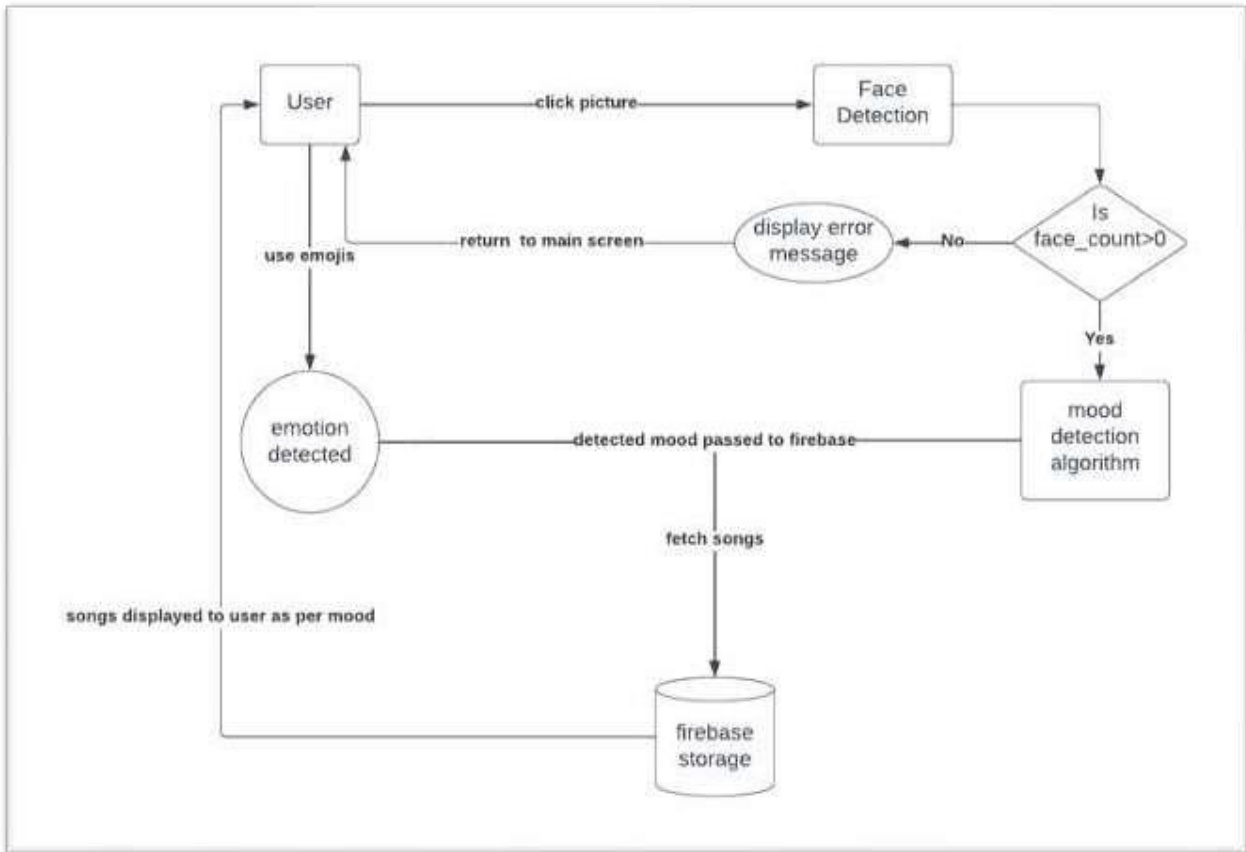 User
click picture
Face
Detection
Is
face_count>0
No
display error
message
return to main screen
use emojis
Yes
emotion
detected
detected mood passed to firebase
mood
detection
algorithm
fetch songs
songs displayed to user as per mood
firebase
storage